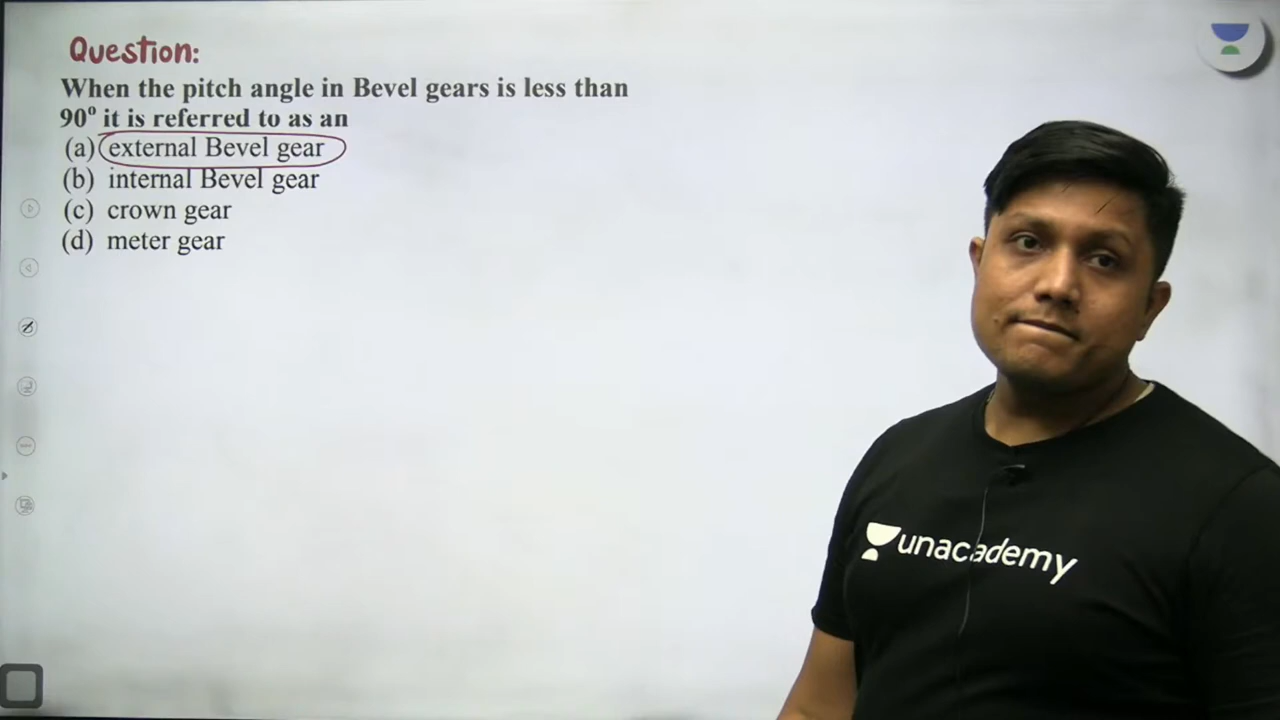 Question:
When the pitch angle in Bevel gears is less than
90º it is referred to as an
(a) external Bevel gear
(b) internal Bevel gear
(c) crown gear
(d) meter gear
unacademy